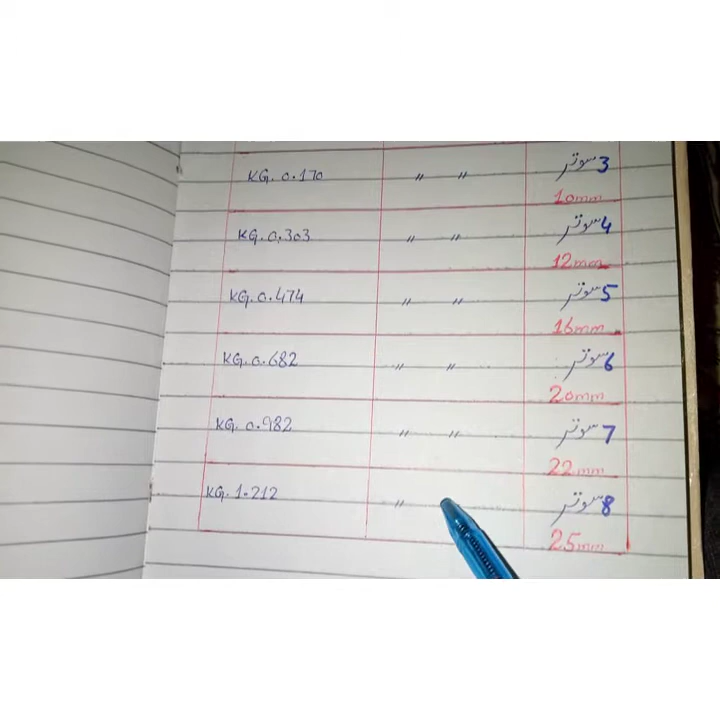 3 سوتر 〃 〃 KG. 0.170
10mm
4 سوتر 〃 〃 KG. 0.303
12mm
5 سوتر 〃 〃 KG. 0.474
16mm
6 سوتر 〃 〃 KG. 0.682
20mm
7 سوتر 〃 〃 KG. 0.982
22mm
8 سوتر 〃 KG. 1.212
25mm